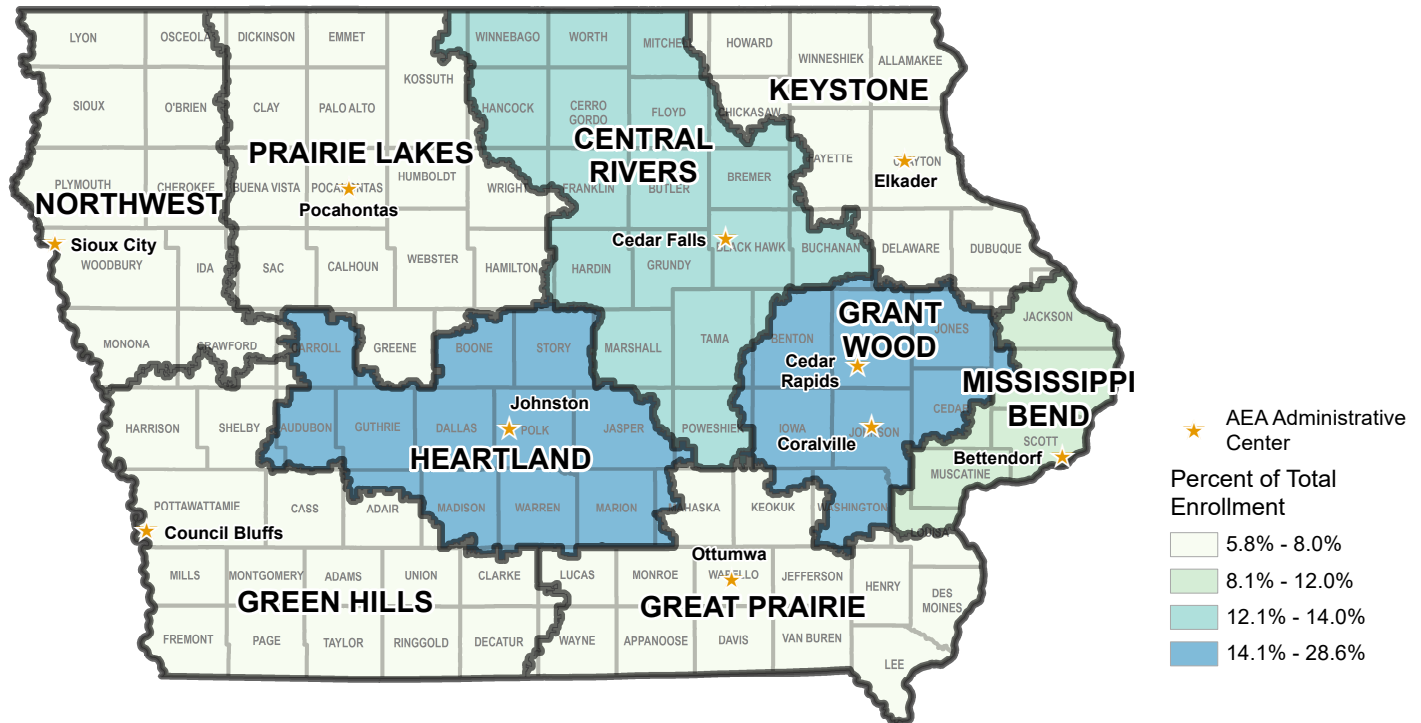 LYON
OSCEOLA
DICKINSON
EMMET
WINNEBAGO
WORTH
MITCHELL
HOWARD
WINNESHIEK
ALLAMAKEE
KOSSUTH
KEYSTONE
SIOUX
O'BRIEN
CLAY
PALO ALTO
HANCOCK
CERRO
GORDO
FLOYD
CHICKASAW
CENTRAL
RIVERS
PRAIRIE LAKES
FAYETTE
CLAYTON
Elkader
PLYMOUTH
CHEROKEE
BUENA VISTA
POCAHONTAS
HUMBOLDT
WRIGHT
FRANKLIN
BUTLER
BREMER
NORTHWEST
Pocahontas
Sioux City
Cedar Falls
BLACK HAWK
BUCHANAN
DELAWARE
DUBUQUE
WOODBURY
IDA
SAC
CALHOUN
WEBSTER
HAMILTON
HARDIN
GRUNDY
GRANT
WOOD
JACKSON
MONONA
CRAWFORD
CARROLL
GREENE
BOONE
STORY
MARSHALL
TAMA
BENTON
JONES
Cedar
Rapids
MISSISSIPPI
BEND
HARRISON
SHELBY
AUDUBON
GUTHRIE
DALLAS
Johnston
POLK
JASPER
POWESHIEK
IOWA
Coralville
JOHNSON
CEDAR
SCOTT
Bettendorf
HEARTLAND
MUSCATINE
POTTAWATTAMIE
CASS
ADAIR
MADISON
WARREN
MARION
MAHASKA
KEOKUK
WASHINGTON
LOUISA
Council Bluffs
Ottumwa
MILLS
MONTGOMERY
ADAMS
UNION
CLARKE
LUCAS
MONROE
WAPELLO
JEFFERSON
HENRY
DES
MOINES
GREEN HILLS
GREAT PRAIRIE
FREMONT
PAGE
TAYLOR
RINGGOLD
DECATUR
WAYNE
APPANOOSE
DAVIS
VAN BUREN
LEE
AEA Administrative
Center
Percent of Total
Enrollment
5.8% - 8.0%
8.1% - 12.0%
12.1% - 14.0%
14.1% - 28.6%